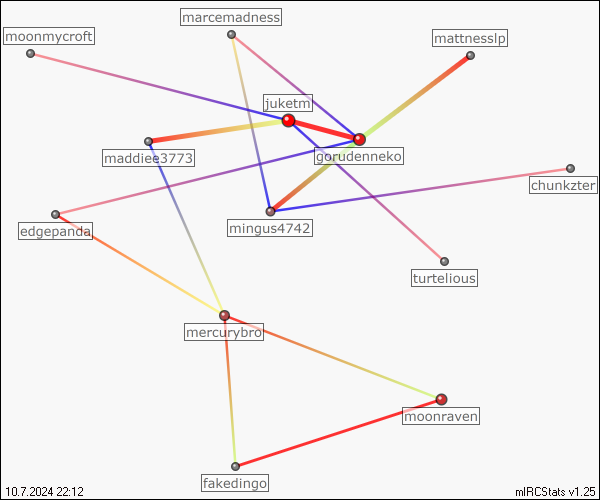 marcemadness
moonmycroft
mattnesslp
juketm
maddiee3773
gorudenneko
chunkzter
edgepanda
mingus4742
turtelious
mercurybro
moonraven
fakedingo
10.7.2024 22:12
mIRCStats v1.25